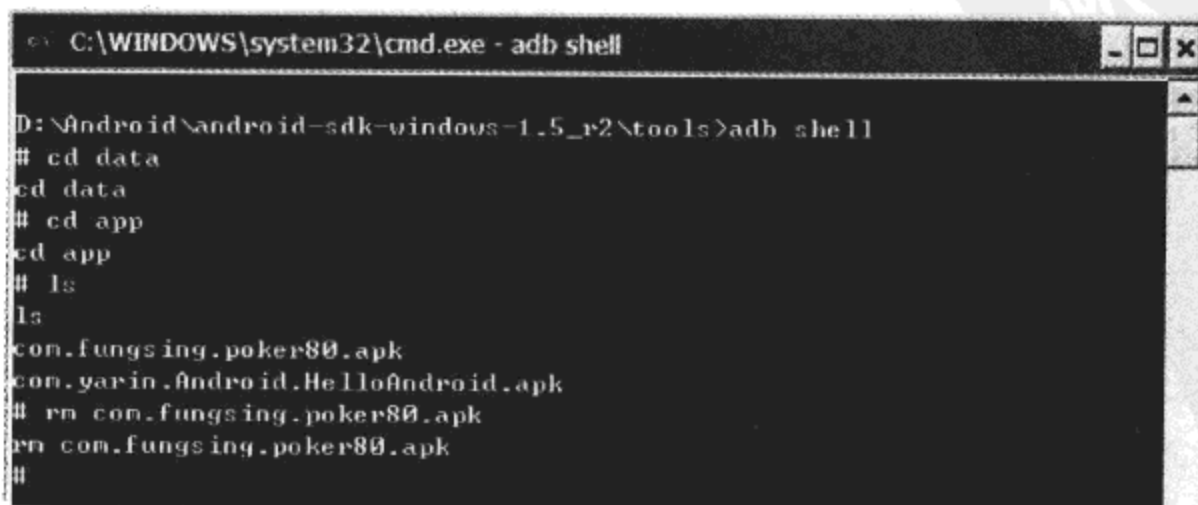 C:\WINDOWS\system32\cmd.exe - adb shell
D:\Android\android-sdk-windows-1.5_r2\tools>adb shell
# cd data
cd data
# cd app
cd app
# ls
ls
com.fungsing.poker80.apk
com.yarin.Android.HelloAndroid.apk
# rm com.fungsing.poker80.apk
rm com.fungsing.poker80.apk
#